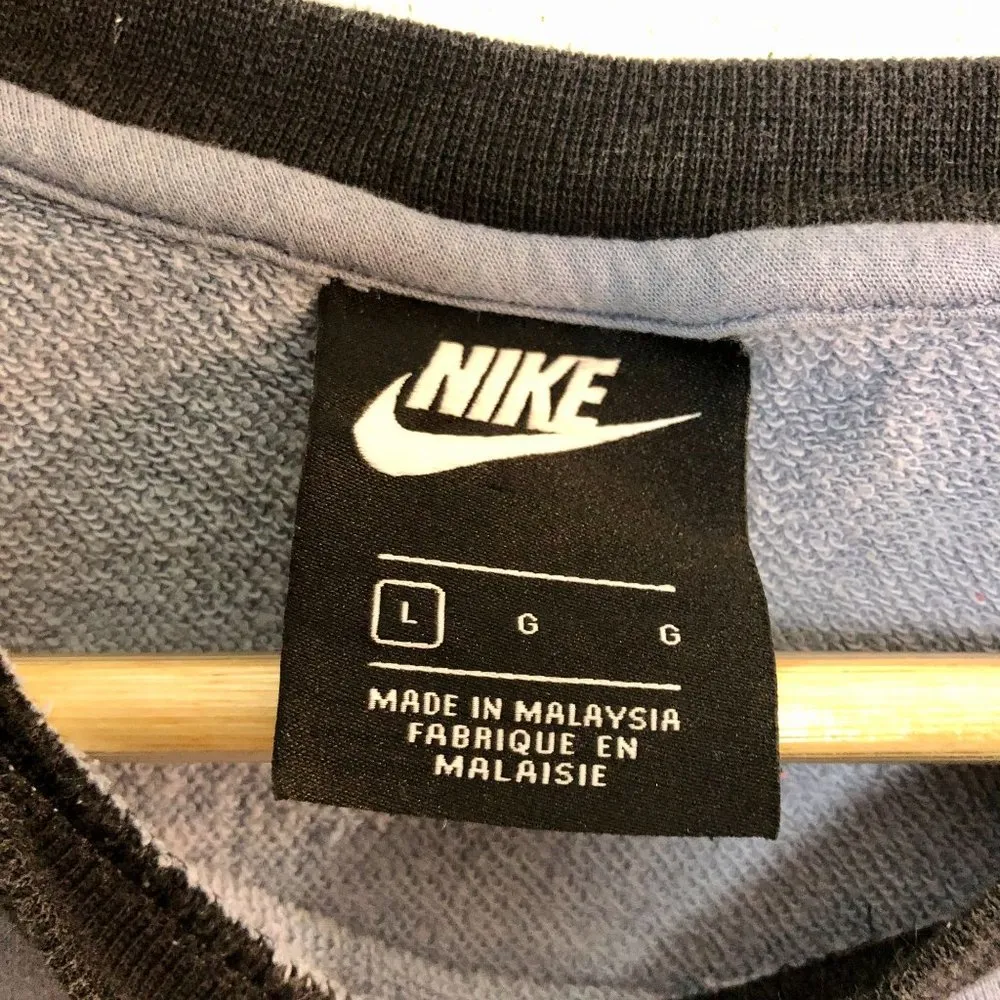 NIKE
L G G
MADE IN MALAYSIA
FABRIQUE EN
MALAISIE